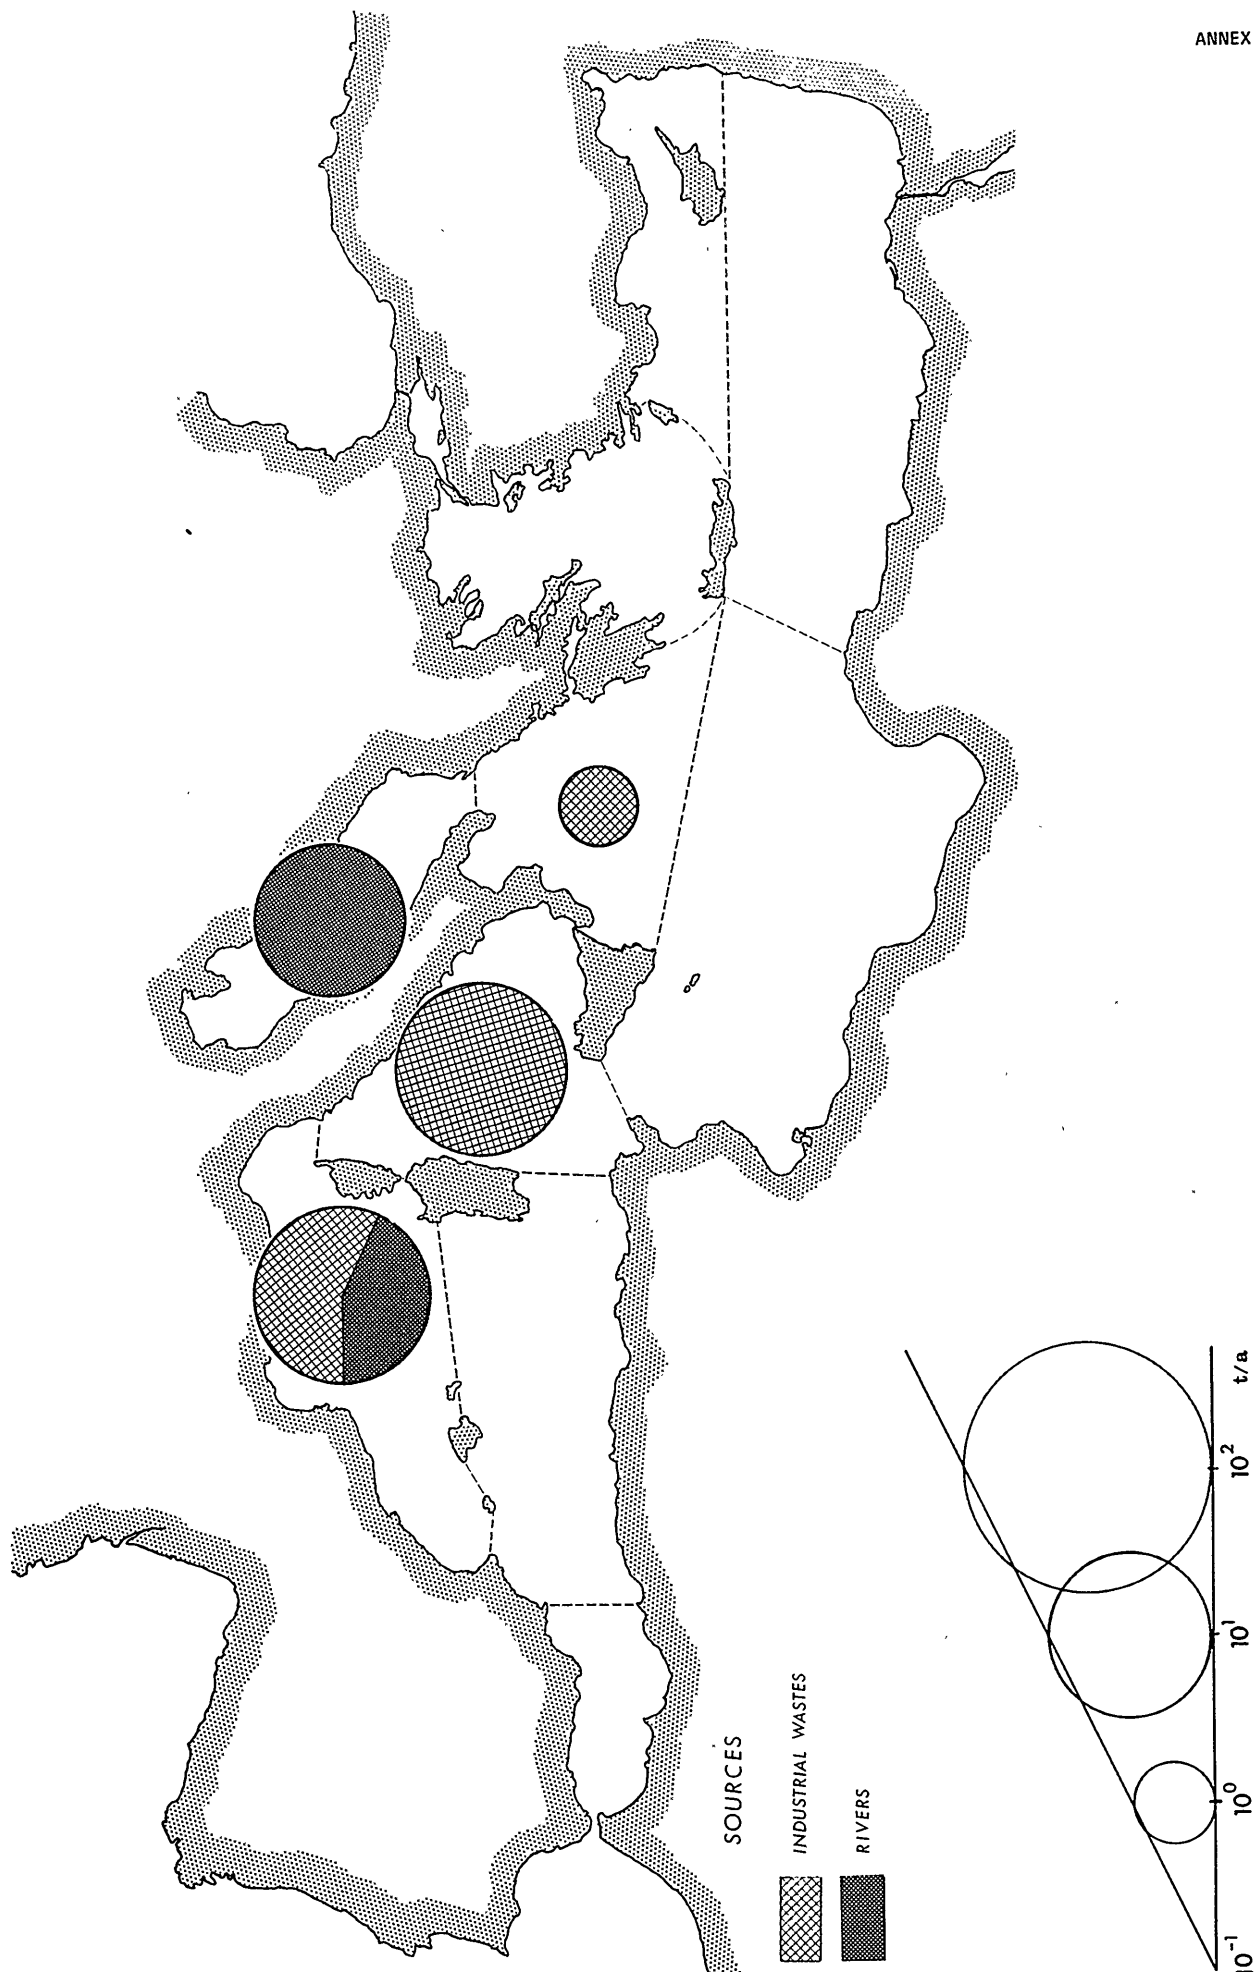 ANNEX
SOURCES
INDUSTRIAL WASTES
RIVERS
10⁻¹ 10⁰ 10¹ 10² t/a